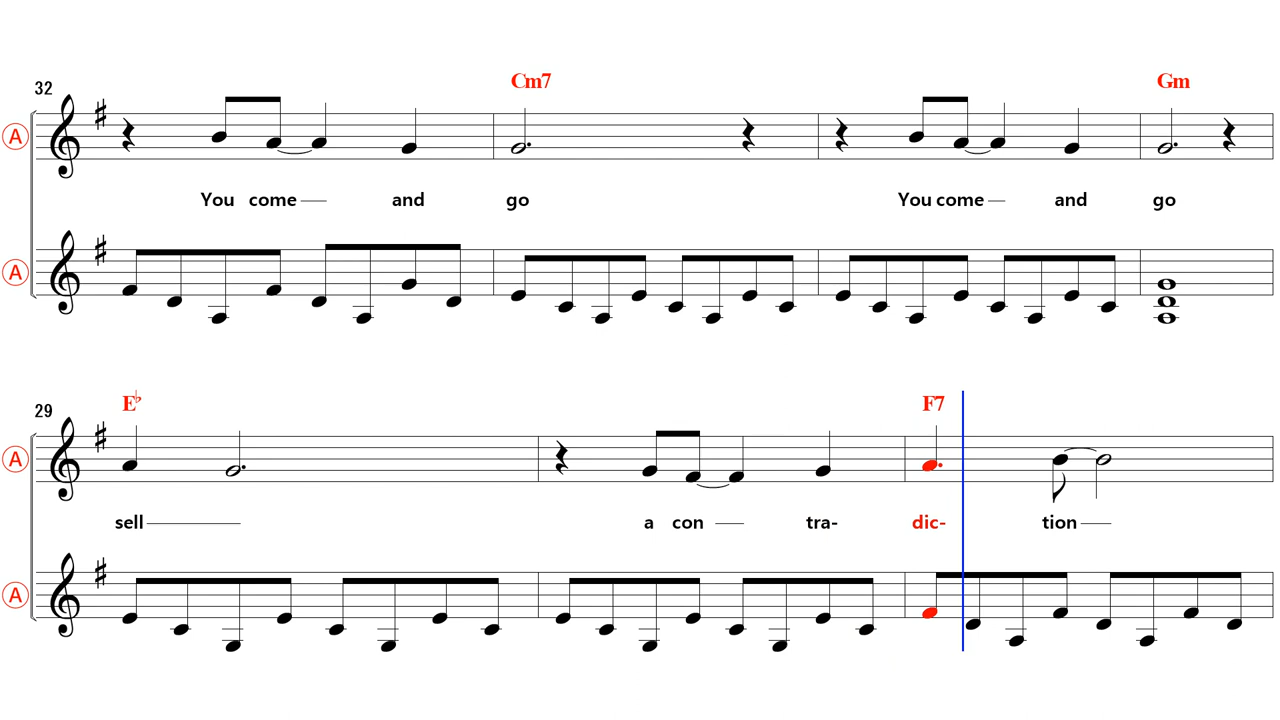 32 Cm7 Gm
A
You come and go You come and go
A
29 E♭ F7
A
sell a con tra- dic- tion
A